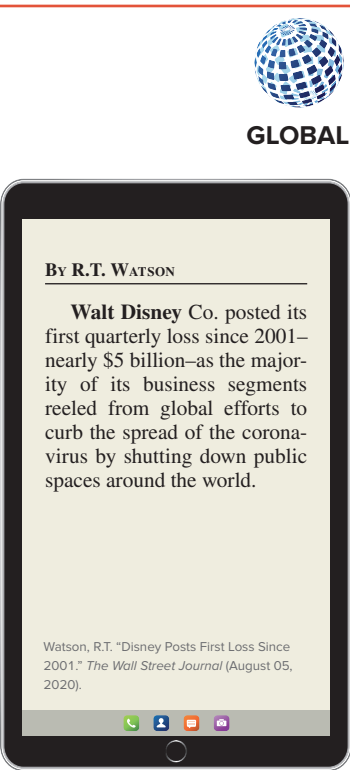 GLOBAL
By R.T. Watson
Walt Disney Co. posted its
first quarterly loss since 2001–
nearly $5 billion–as the major-
ity of its business segments
reeled from global efforts to
curb the spread of the corona-
virus by shutting down public
spaces around the world.
Watson, R.T. “Disney Posts First Loss Since
2001.” The Wall Street Journal (August 05,
2020).